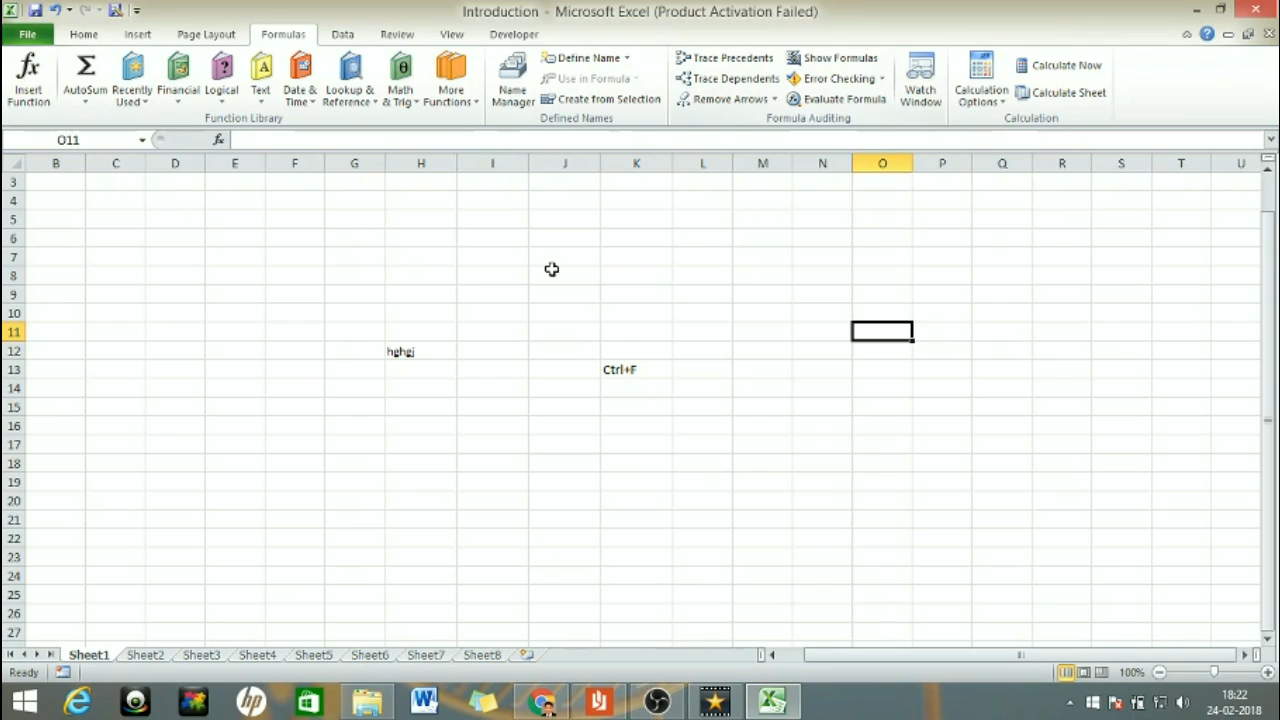 Introduction - Microsoft Excel (Product Activation Failed)
File Home Insert Page Layout Formulas Data Review View Developer
fx Σ Trace Precedents Show Formulas
Define Name
Calculate Now
Use in Formula Trace Dependents Error Checking
Insert Function AutoSum Recently Used Financial Logical Text Date & Time Lookup & Reference Math & Trig More Functions Name Manager Create from Selection Remove Arrows Evaluate Formula Watch Window Calculation Options Calculate Sheet
Function Library Defined Names Formula Auditing Calculation
O11 fx
B C D E F G H I J K L M N O P Q R S T U
3
4
5
6
7
8
9
10
11
12 hghgj
13 Ctrl+F
14
15
16
17
18
19
20
21
22
23
24
25
26
27
Sheet1 Sheet2 Sheet3 Sheet4 Sheet5 Sheet6 Sheet7 Sheet8
Ready 100%
18:22
24-02-2018